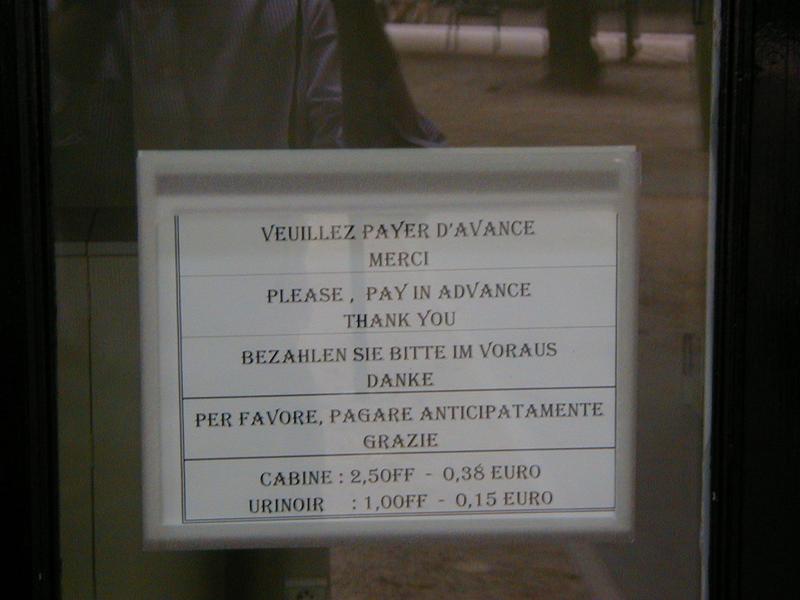 VEUILLEZ PAYER D'AVANCE
MERCI
PLEASE , PAY IN ADVANCE
THANK YOU
BEZAHLEN SIE BITTE IM VORAUS
DANKE
PER FAVORE, PAGARE ANTICIPATAMENTE
GRAZIE
CABINE : 2,50FF - 0,38 EURO
URINOIR : 1,00FF - 0,15 EURO